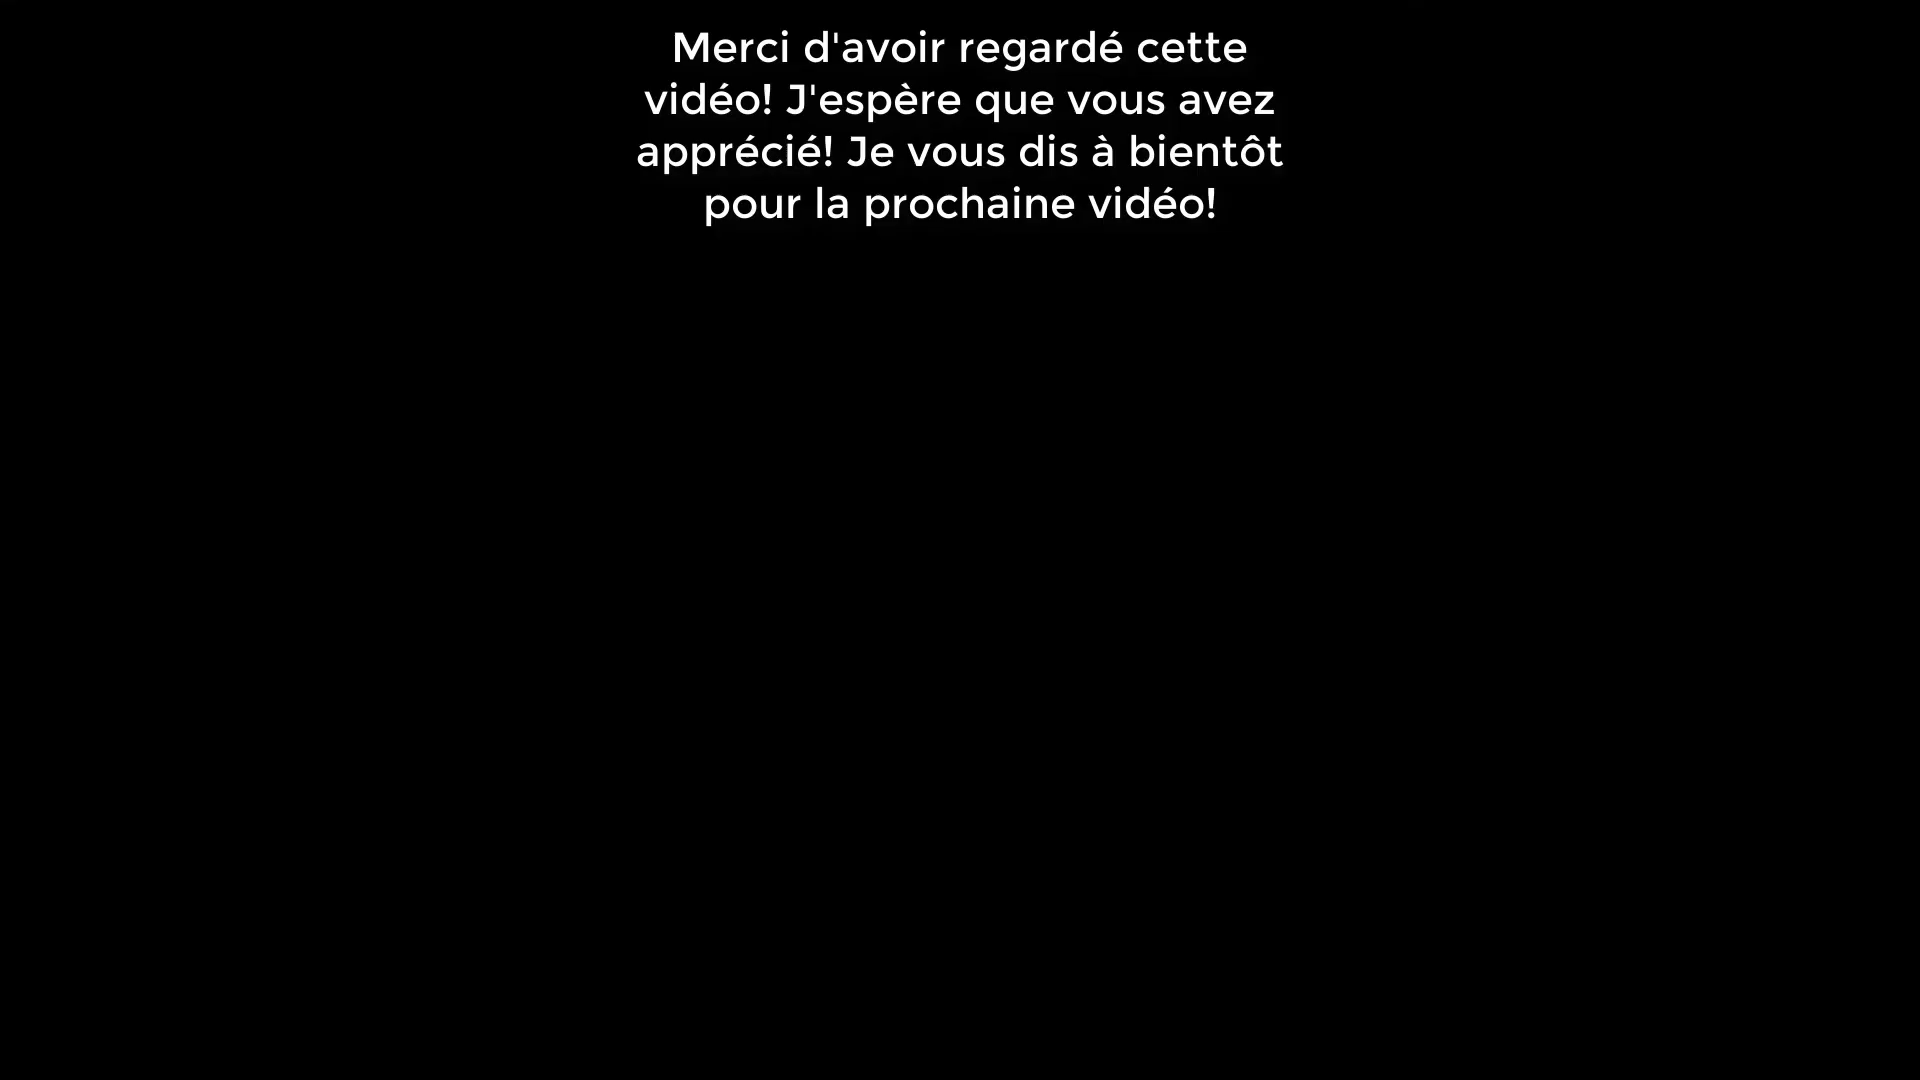 Merci d'avoir regardé cette
vidéo! J'espère que vous avez
apprécié! Je vous dis à bientôt
pour la prochaine vidéo!